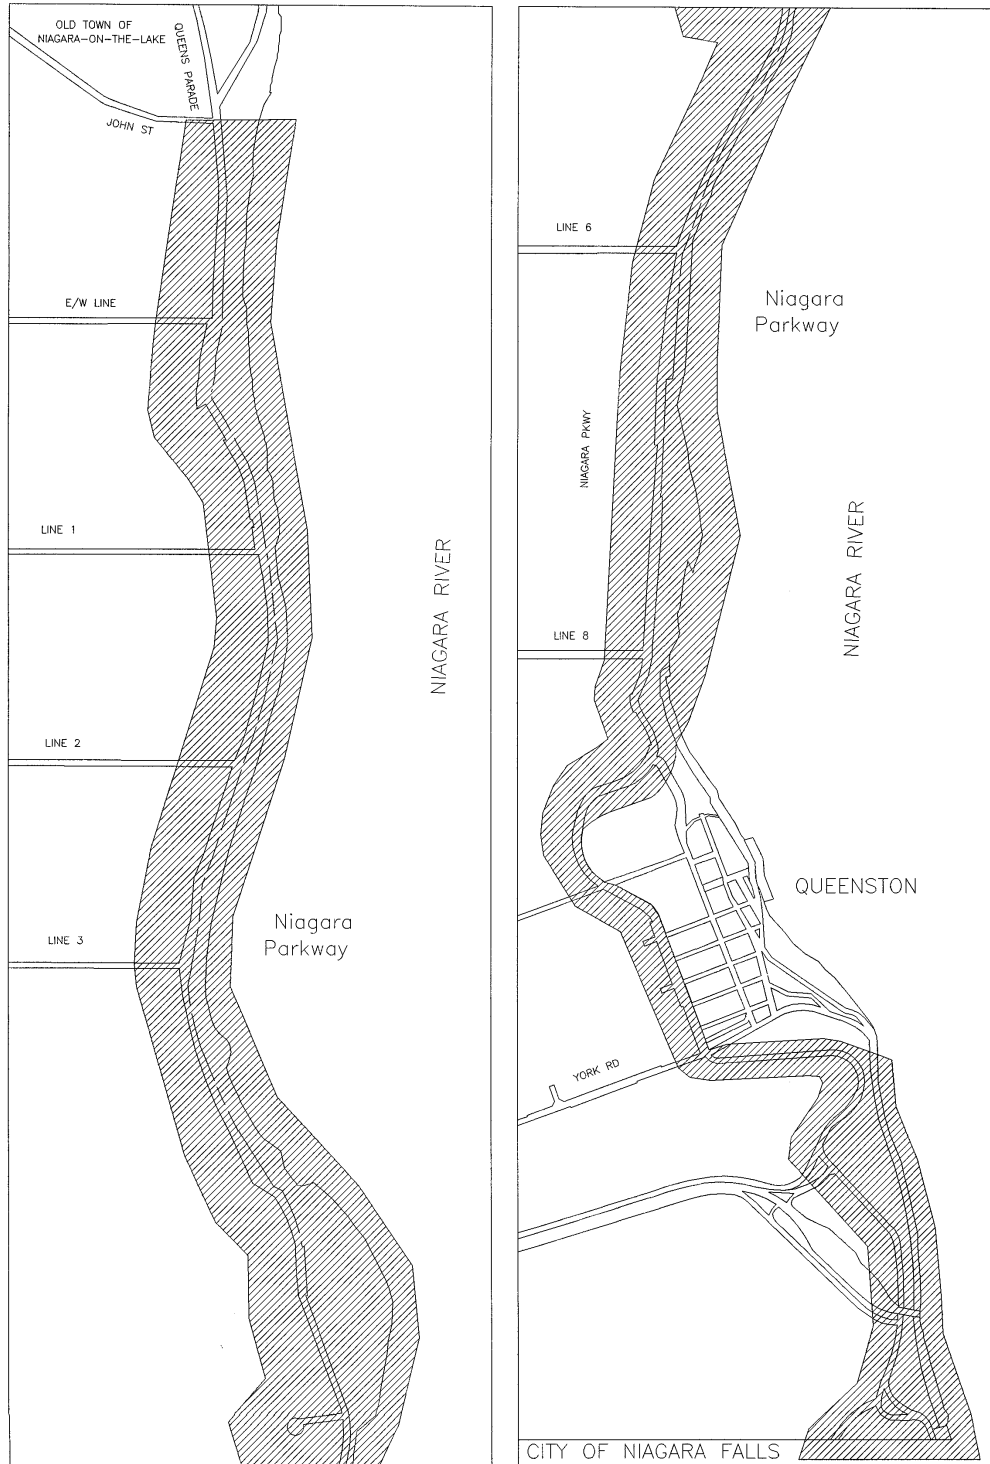 OLD TOWN OF
NIAGARA-ON-THE-LAKE
QUEENS PARADE
JOHN ST
E/W LINE
LINE 1
NIAGARA RIVER
LINE 2
Niagara
Parkway
LINE 3
LINE 6
Niagara
Parkway
NIAGARA PKWY
NIAGARA RIVER
LINE 8
QUEENSTON
YORK RD
CITY OF NIAGARA FALLS